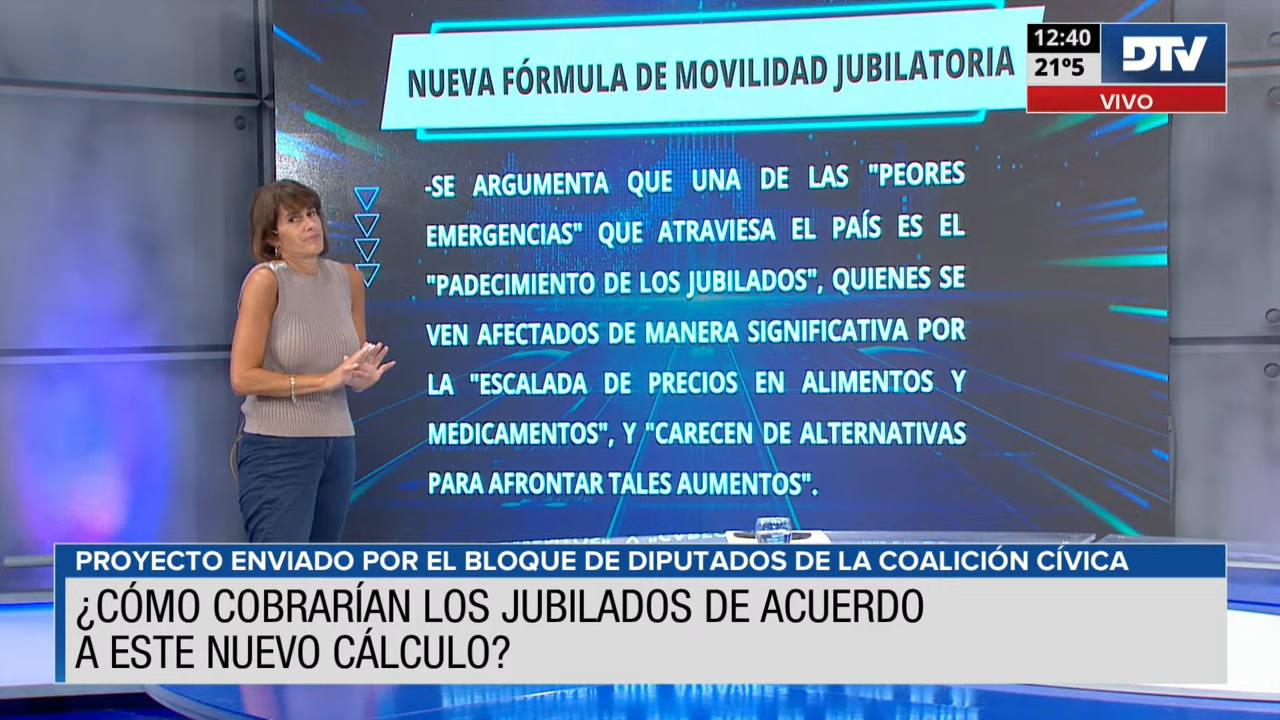 NUEVA FÓRMULA DE MOVILIDAD JUBILATORIA
12:40
21°5
DTV
VIVO
-SE ARGUMENTA QUE UNA DE LAS "PEORES
EMERGENCIAS" QUE ATRAVIESA EL PAÍS ES EL
"PADECIMIENTO DE LOS JUBILADOS", QUIENES SE
VEN AFECTADOS DE MANERA SIGNIFICATIVA POR
LA "ESCALADA DE PRECIOS EN ALIMENTOS Y
MEDICAMENTOS", Y "CARECEN DE ALTERNATIVAS
PARA AFRONTAR TALES AUMENTOS".
PROYECTO ENVIADO POR EL BLOQUE DE DIPUTADOS DE LA COALICIÓN CÍVICA
¿CÓMO COBRARÍAN LOS JUBILADOS DE ACUERDO
A ESTE NUEVO CÁLCULO?